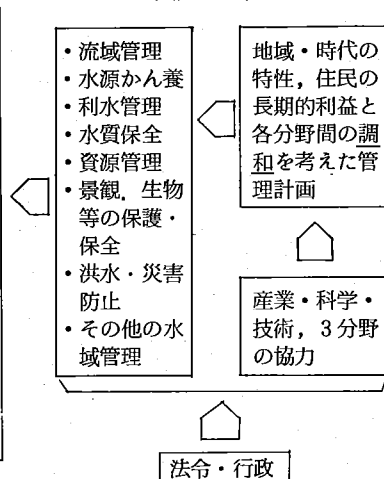 ・流域管理
・水源かん養
・利水管理
・水質保全
・資源管理
・景観，生物
等の保護・
保全
・洪水・災害
防止
・その他の水
域管理
地域・時代の
特性，住民の
長期的利益と
各分野間の調
和を考えた管
理計画
産業・科学・
技術，3分野
の協力
法令・行政